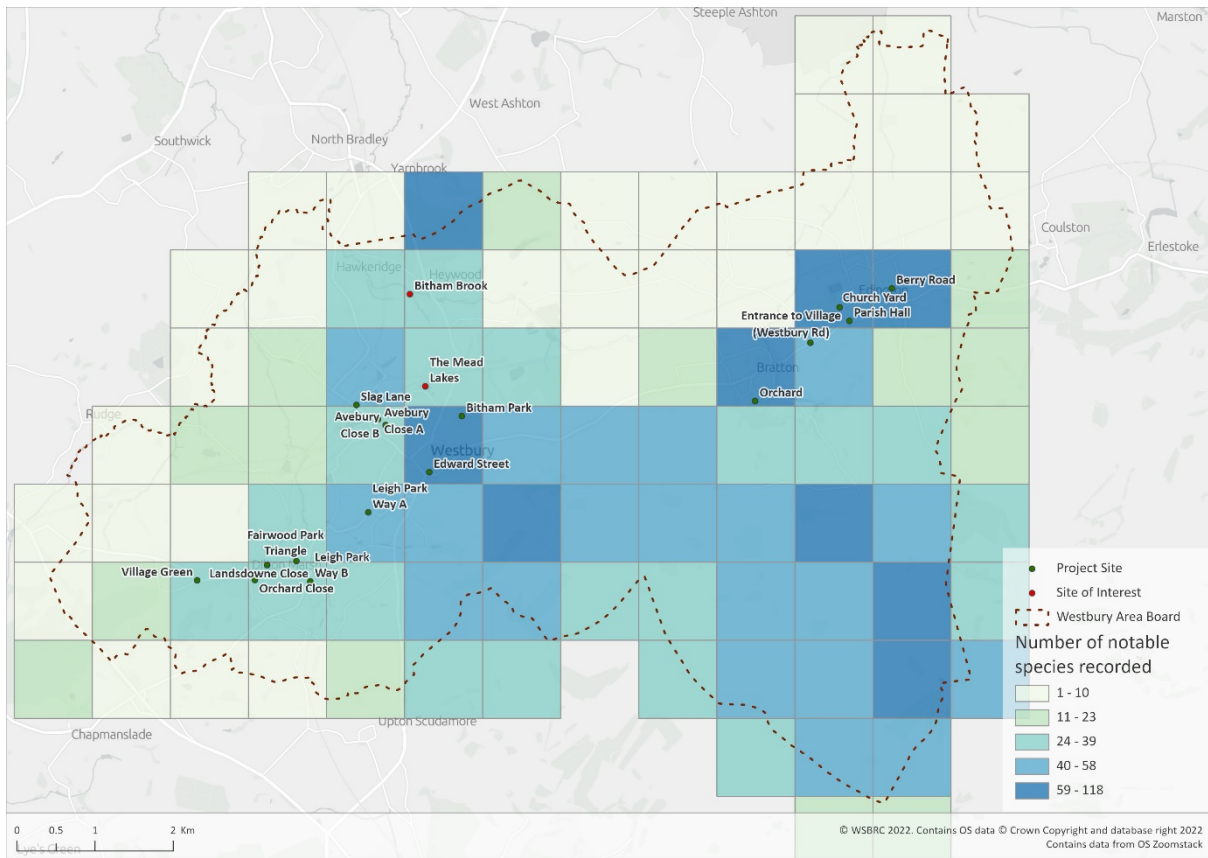 Steeple Ashton
Marston
West Ashton
Southwick
North Bradley
Yarnbrook
Coulston
Erlestoke
Hawkeridge
Heywood
Bitham Brook
Berry Road
Church Yard
Parish Hall
Entrance to Village
(Westbury Rd)
Bratton
Orchard
The Mead
Lakes
Slag Lane
Bitham Park
Avebury
Close B
Avebury
Close A
Rudge
Westbury
Edward Street
Leigh Park
Way A
Fairwood Park
Triangle
Leigh Park
Way B
Village Green
Landsdowne Close
Orchard Close
Upton Scudamore
Chapmanslade
Project Site
Site of Interest
Westbury Area Board
Number of notable
species recorded
1 - 10
11 - 23
24 - 39
40 - 58
59 - 118
0 0.5 1 2 Km
© WSBRC 2022. Contains OS data © Crown Copyright and database right 2022
Contains data from OS Zoomstack